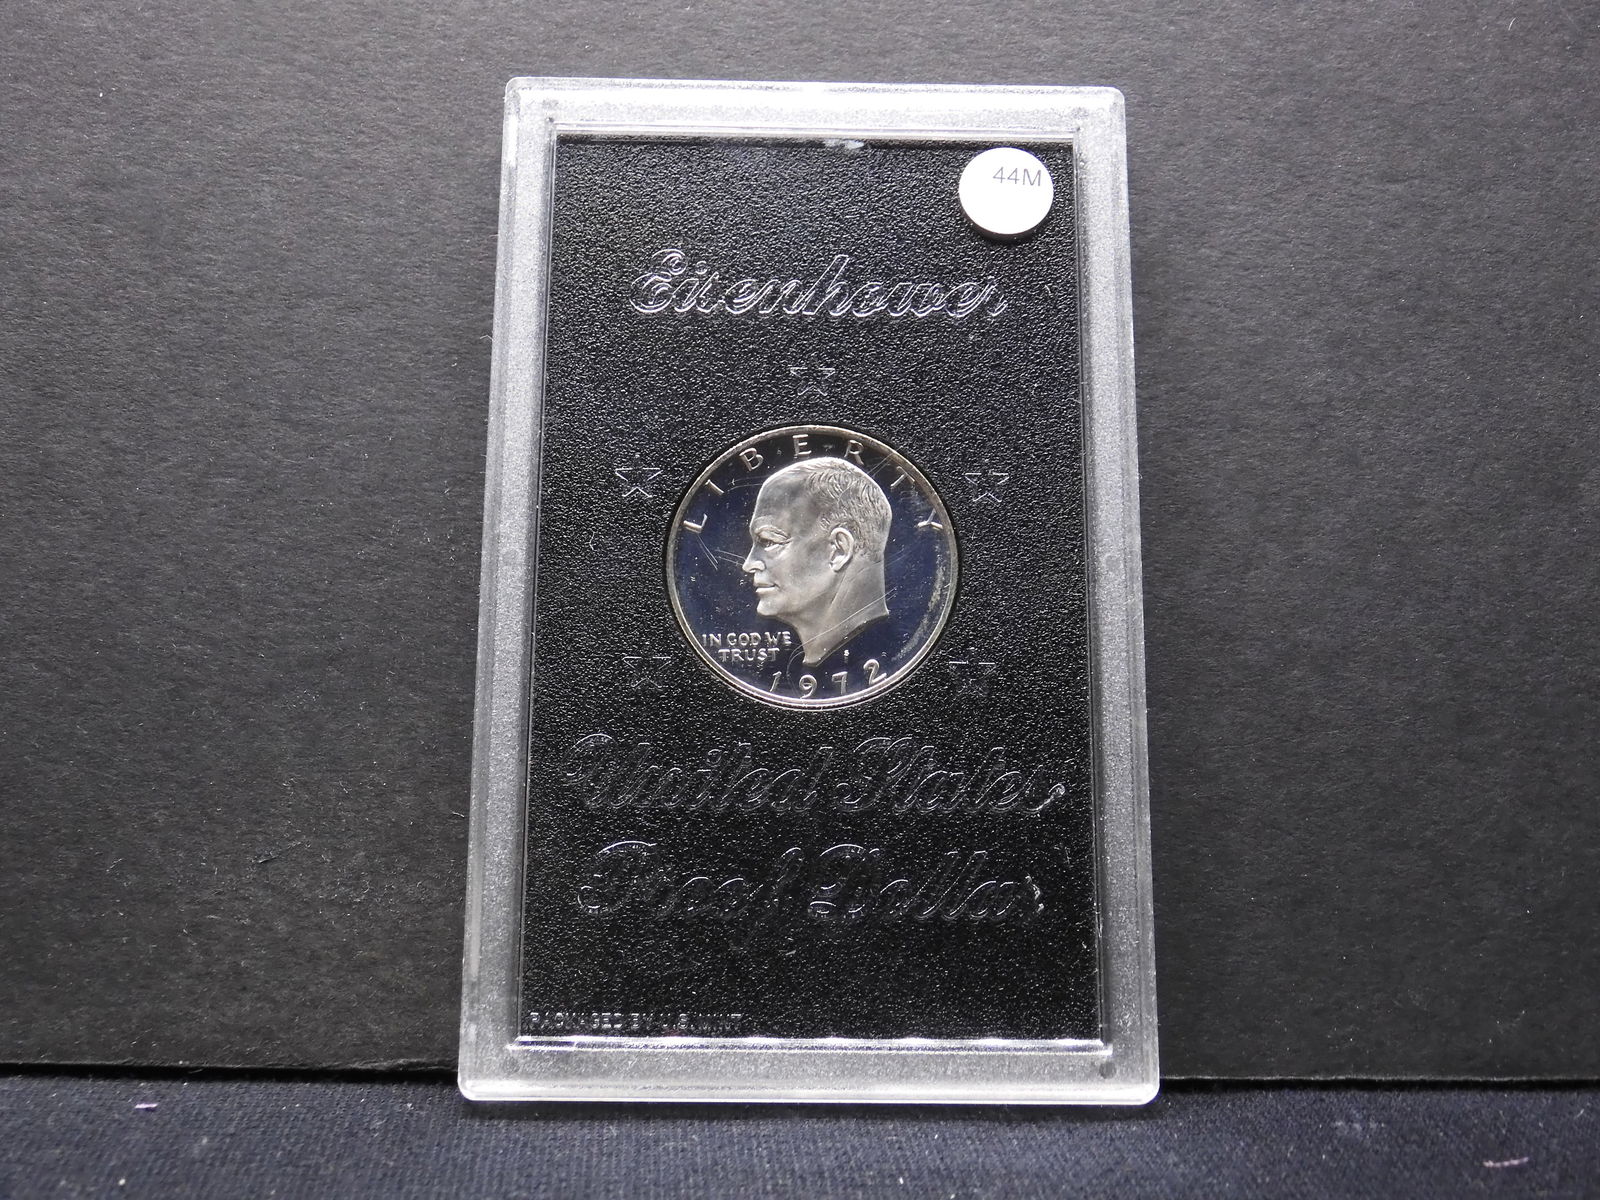 44M
Eisenhower
LIBERTY
IN GOD WE
TRUST
S
1972
United States
Proof Dollar
PACKAGED BY U.S. MINT